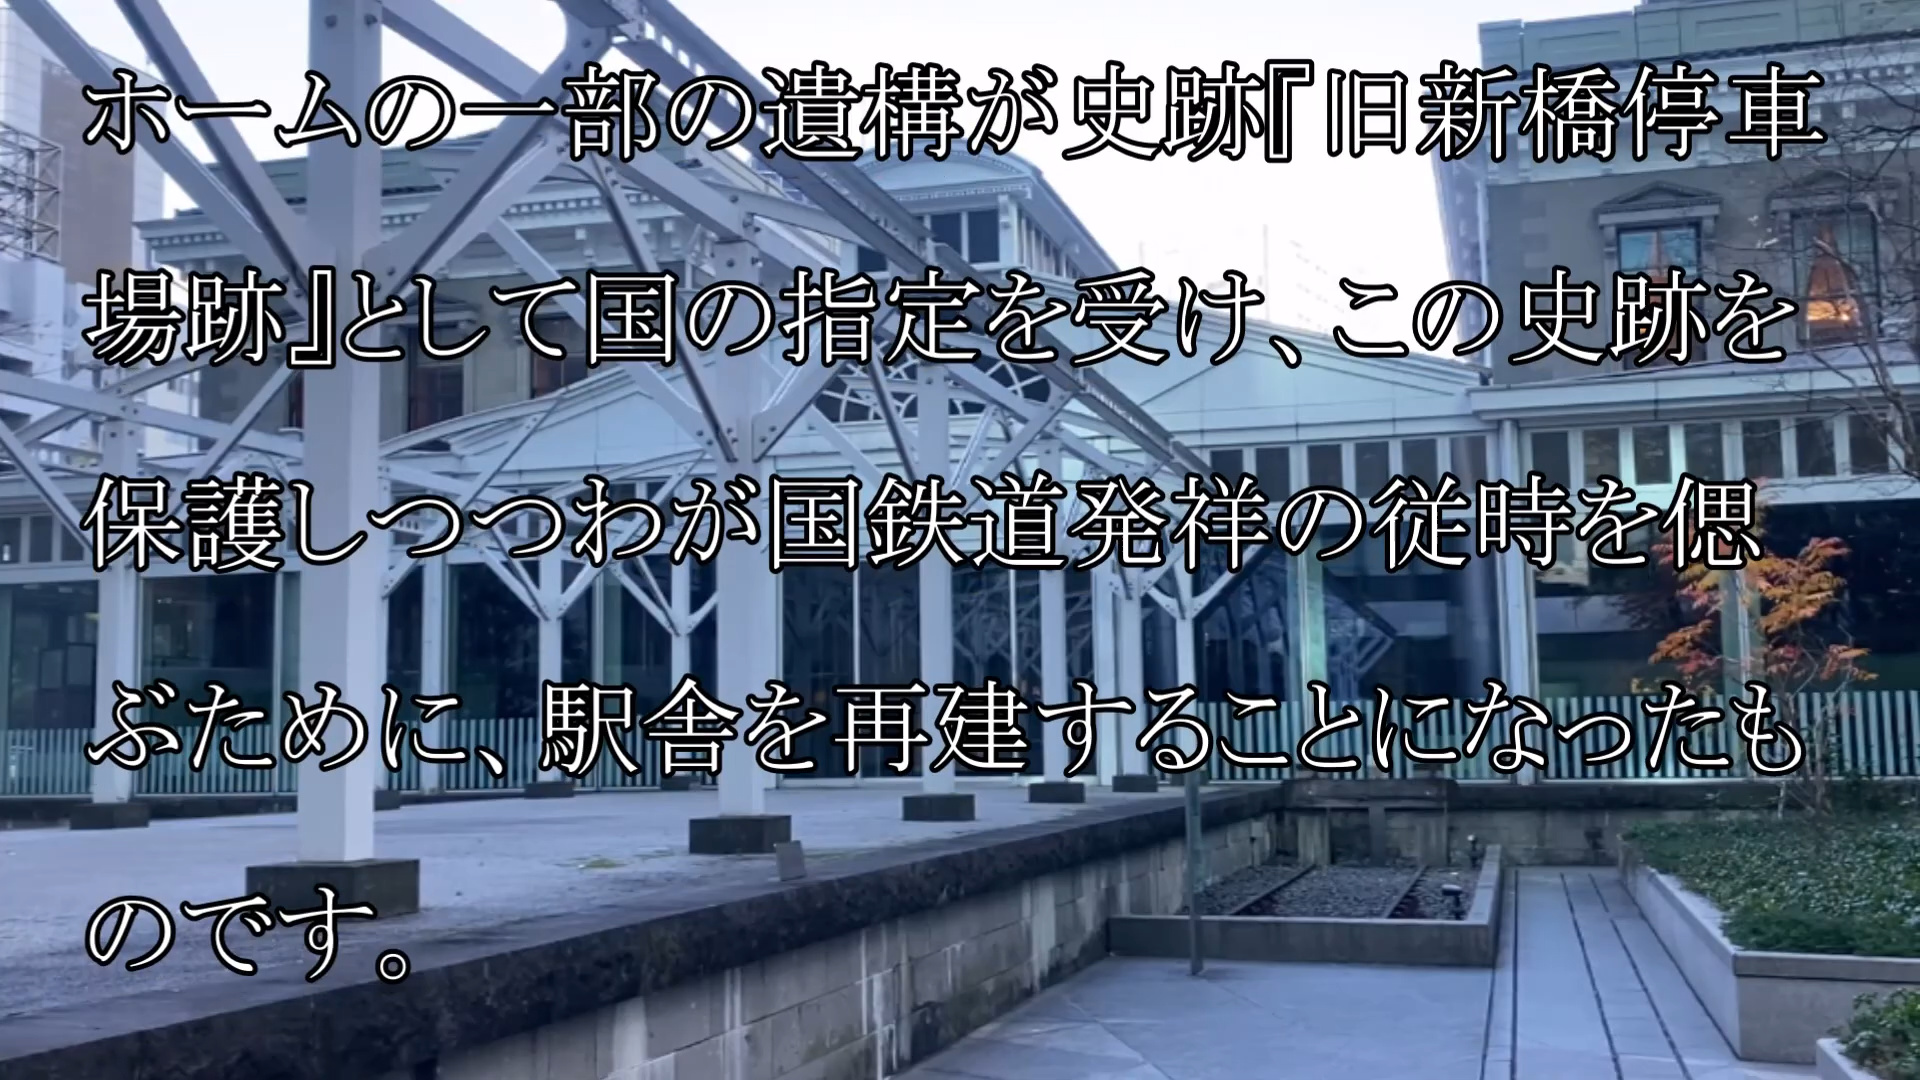 ホームの一部の遺構が史跡『旧新橋停車
場跡』として国の指定を受け、この史跡を
保護しつつわが国鉄道発祥の従時を偲
ぶために、駅舎を再建することになったも
のです。